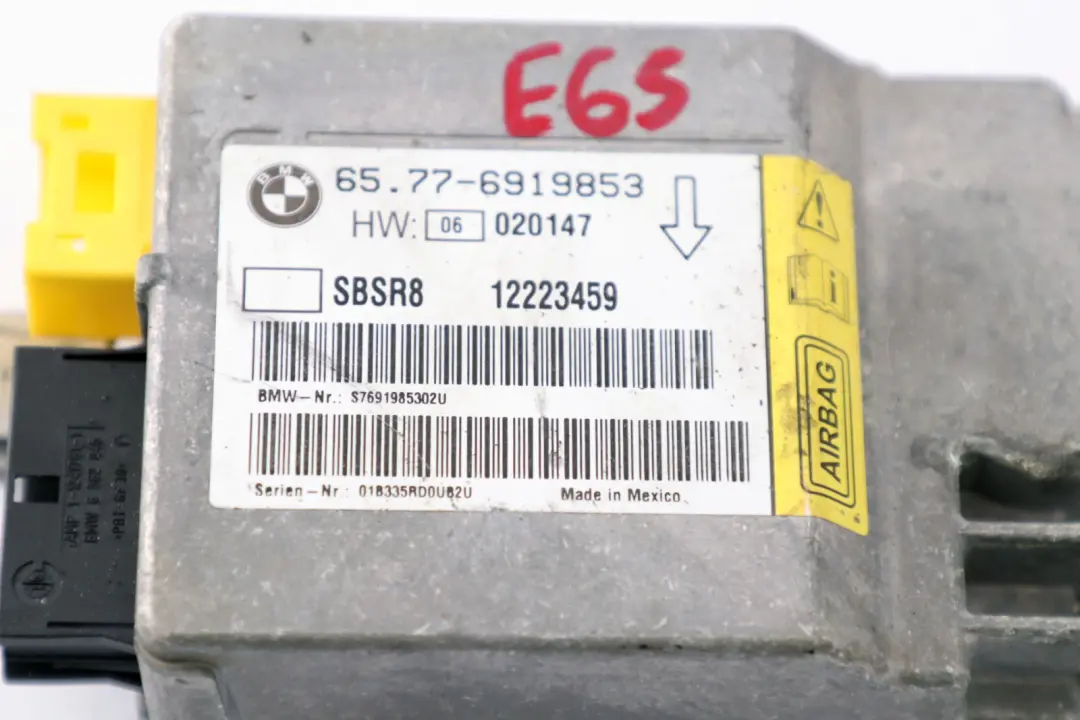 E65
BMW
65.77-6919853
HW: 06 020147
SBSR8 12223459
BMW-Nr.: S7691985302U
Serien-Nr: 01B335RD0UB2U Made in Mexico
i
AIRBAG